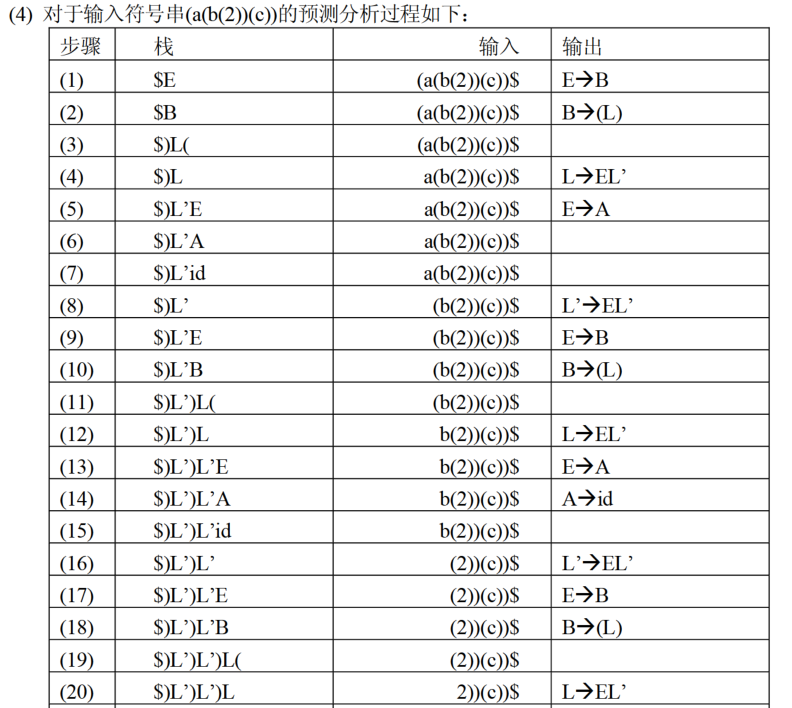 (4) 对于输入符号串(a(b(2))(c))的预测分析过程如下：
步骤 栈 输入 输出
(1) $E (a(b(2))(c))$ E→B
(2) $B (a(b(2))(c))$ B→(L)
(3) $)L( (a(b(2))(c))$
(4) $)L a(b(2))(c))$ L→EL’
(5) $)L’E a(b(2))(c))$ E→A
(6) $)L’A a(b(2))(c))$
(7) $)L’id a(b(2))(c))$
(8) $)L’ (b(2))(c))$ L’→EL’
(9) $)L’E (b(2))(c))$ E→B
(10) $)L’B (b(2))(c))$ B→(L)
(11) $)L’)L( (b(2))(c))$
(12) $)L’)L b(2))(c))$ L→EL’
(13) $)L’)L’E b(2))(c))$ E→A
(14) $)L’)L’A b(2))(c))$ A→id
(15) $)L’)L’id b(2))(c))$
(16) $)L’)L’ (2))(c))$ L’→EL’
(17) $)L’)L’E (2))(c))$ E→B
(18) $)L’)L’B (2))(c))$ B→(L)
(19) $)L’)L’)L( (2))(c))$
(20) $)L’)L’)L 2))(c))$ L→EL’